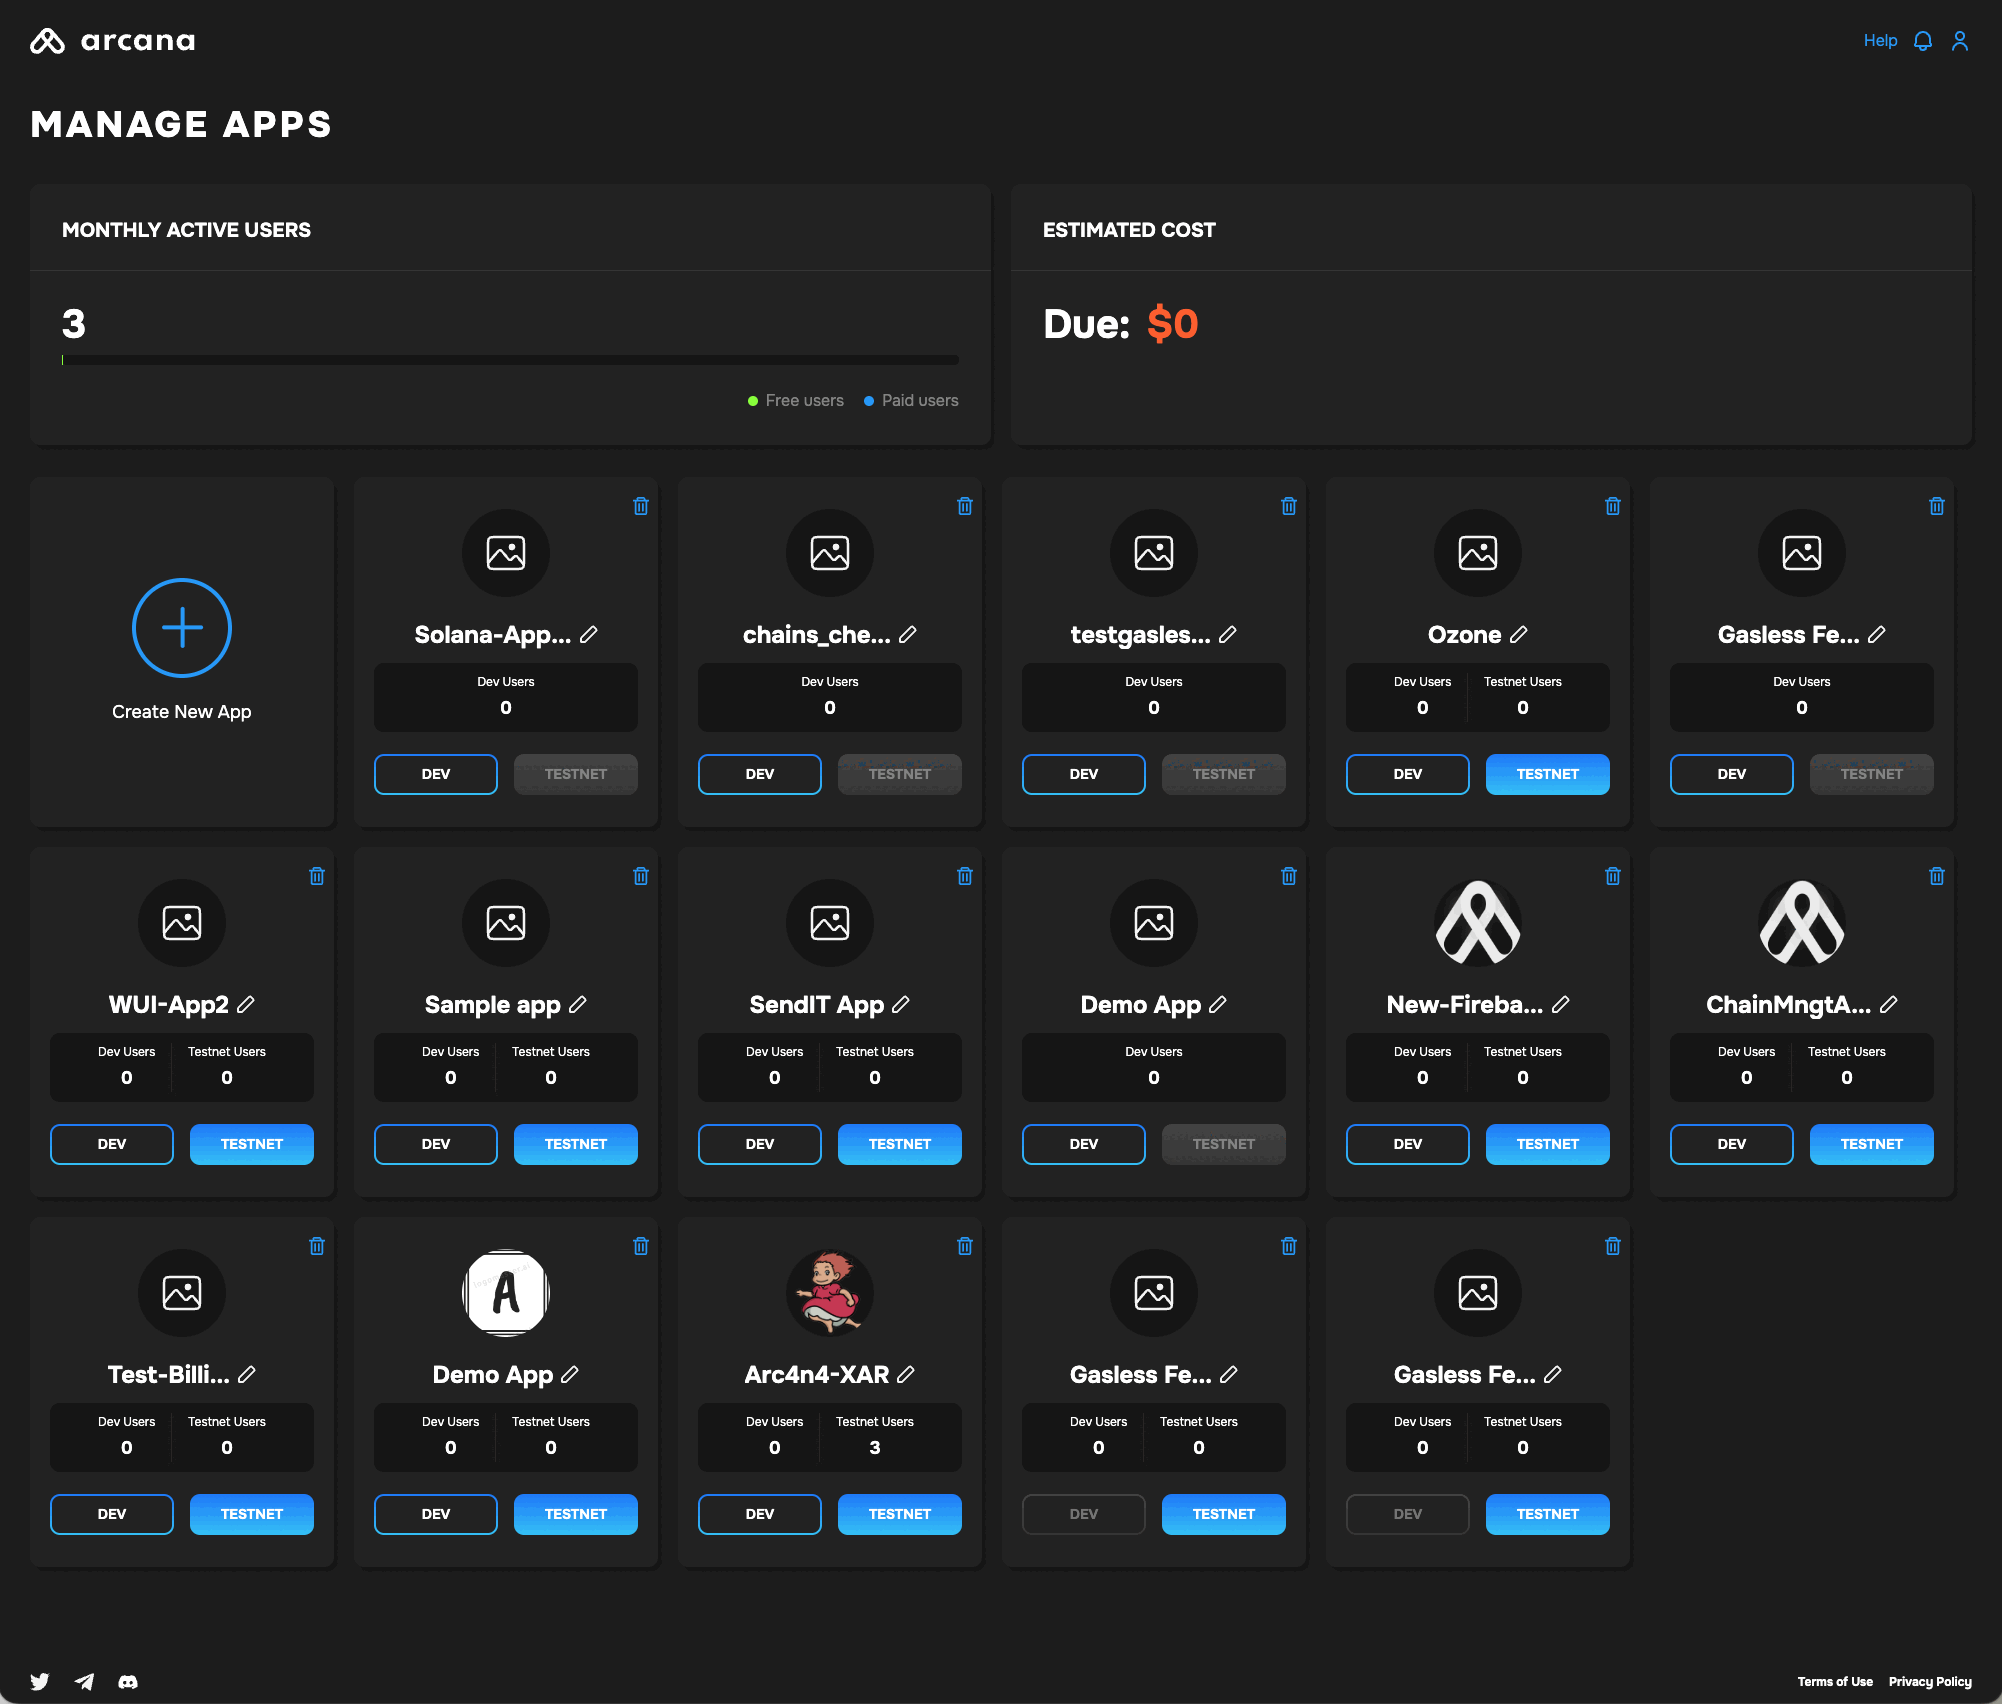 arcana
Help
MANAGE APPS
MONTHLY ACTIVE USERS
3
Free users
Paid users
ESTIMATED COST
Due: $0
Create New App
Solana-App...
Dev Users
0
DEV
TESTNET
chains_che...
Dev Users
0
DEV
TESTNET
testgasles...
Dev Users
0
DEV
TESTNET
Ozone
Dev Users
0
Testnet Users
0
DEV
TESTNET
Gasless Fe...
Dev Users
0
DEV
TESTNET
WUI-App2
Dev Users
0
Testnet Users
0
DEV
TESTNET
Sample app
Dev Users
0
Testnet Users
0
DEV
TESTNET
SendIT App
Dev Users
0
Testnet Users
0
DEV
TESTNET
Demo App
Dev Users
0
DEV
TESTNET
New-Fireba...
Dev Users
0
Testnet Users
0
DEV
TESTNET
ChainMngtA...
Dev Users
0
Testnet Users
0
DEV
TESTNET
Test-Billi...
Dev Users
0
Testnet Users
0
DEV
TESTNET
A
Demo App
Dev Users
0
Testnet Users
0
DEV
TESTNET
Arc4n4-XAR
Dev Users
0
Testnet Users
3
DEV
TESTNET
Gasless Fe...
Dev Users
0
Testnet Users
0
DEV
TESTNET
Gasless Fe...
Dev Users
0
Testnet Users
0
DEV
TESTNET
Terms of Use
Privacy Policy